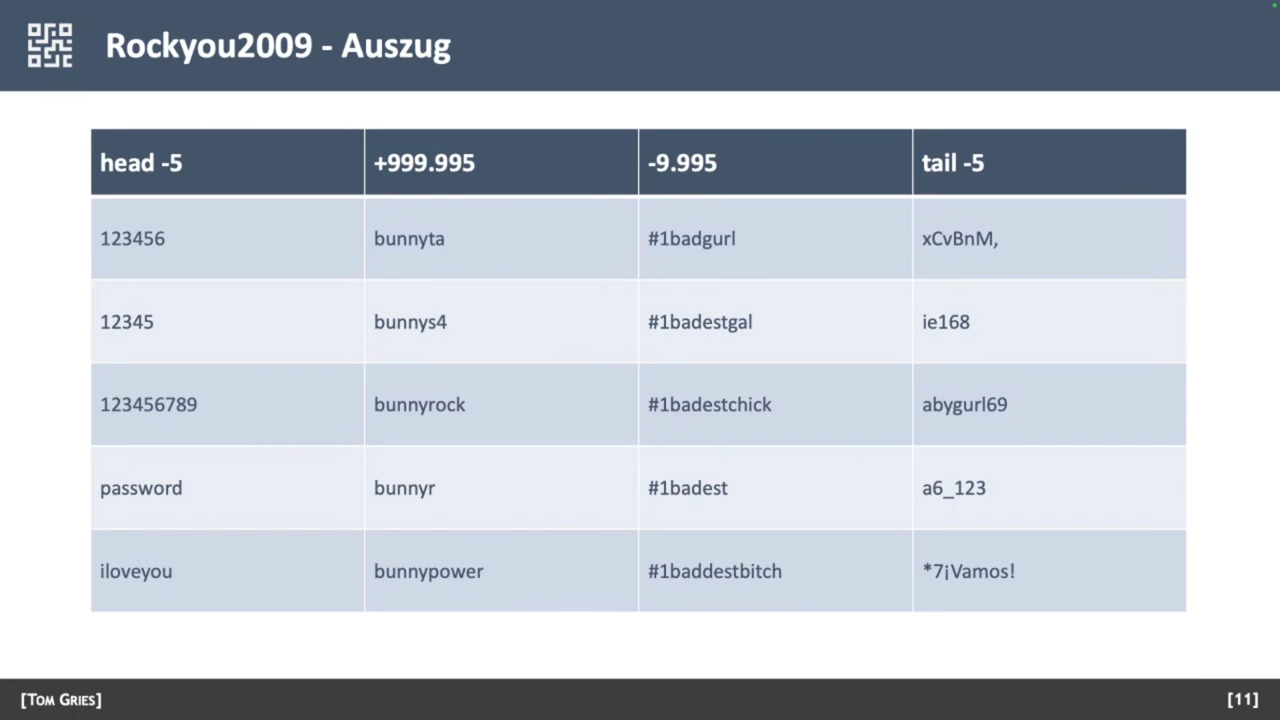 Rockyou2009 - Auszug
head -5 +999.995 -9.995 tail -5
123456 bunnyta #1badgurl xCvBnM,
12345 bunnys4 #1badestgal ie168
123456789 bunnyrock #1badestchick abygurl69
password bunnyr #1badest a6_123
iloveyou bunnypower #1baddestbitch *7¡Vamos!
[Tom Gries] [11]